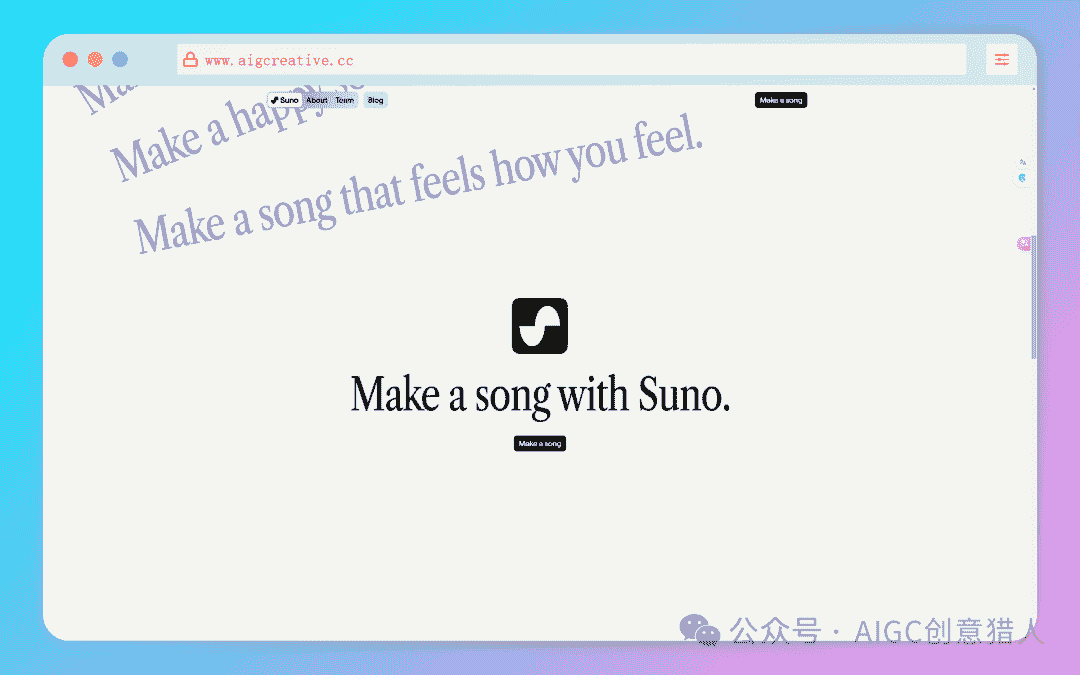 www.aigcreative.cc
Suno About Team Blog
Make a song
Make a happy
Make a song that feels how you feel.
Make a song with Suno.
Make a song
公众号 · AIGC创意猎人